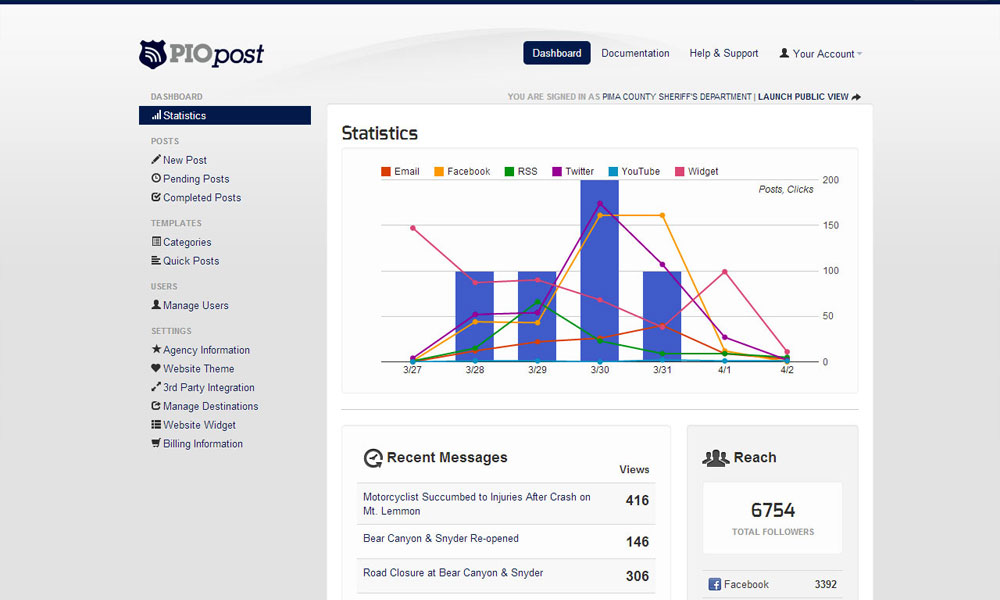 PIOpost
Dashboard
Documentation
Help & Support
Your Account
DASHBOARD
Statistics
POSTS
New Post
Pending Posts
Completed Posts
TEMPLATES
Categories
Quick Posts
USERS
Manage Users
SETTINGS
Agency Information
Website Theme
3rd Party Integration
Manage Destinations
Website Widget
Billing Information
YOU ARE SIGNED IN AS PIMA COUNTY SHERIFF'S DEPARTMENT | LAUNCH PUBLIC VIEW
Statistics
Email Facebook RSS Twitter YouTube Widget
Posts, Clicks
200
150
100
50
0
3/27 3/28 3/29 3/30 3/31 4/1 4/2
Recent Messages
Views
Motorcyclist Succumbed to Injuries After Crash on
Mt. Lemmon
416
Bear Canyon & Snyder Re-opened
146
Road Closure at Bear Canyon & Snyder
306
Reach
6754
TOTAL FOLLOWERS
Facebook 3392